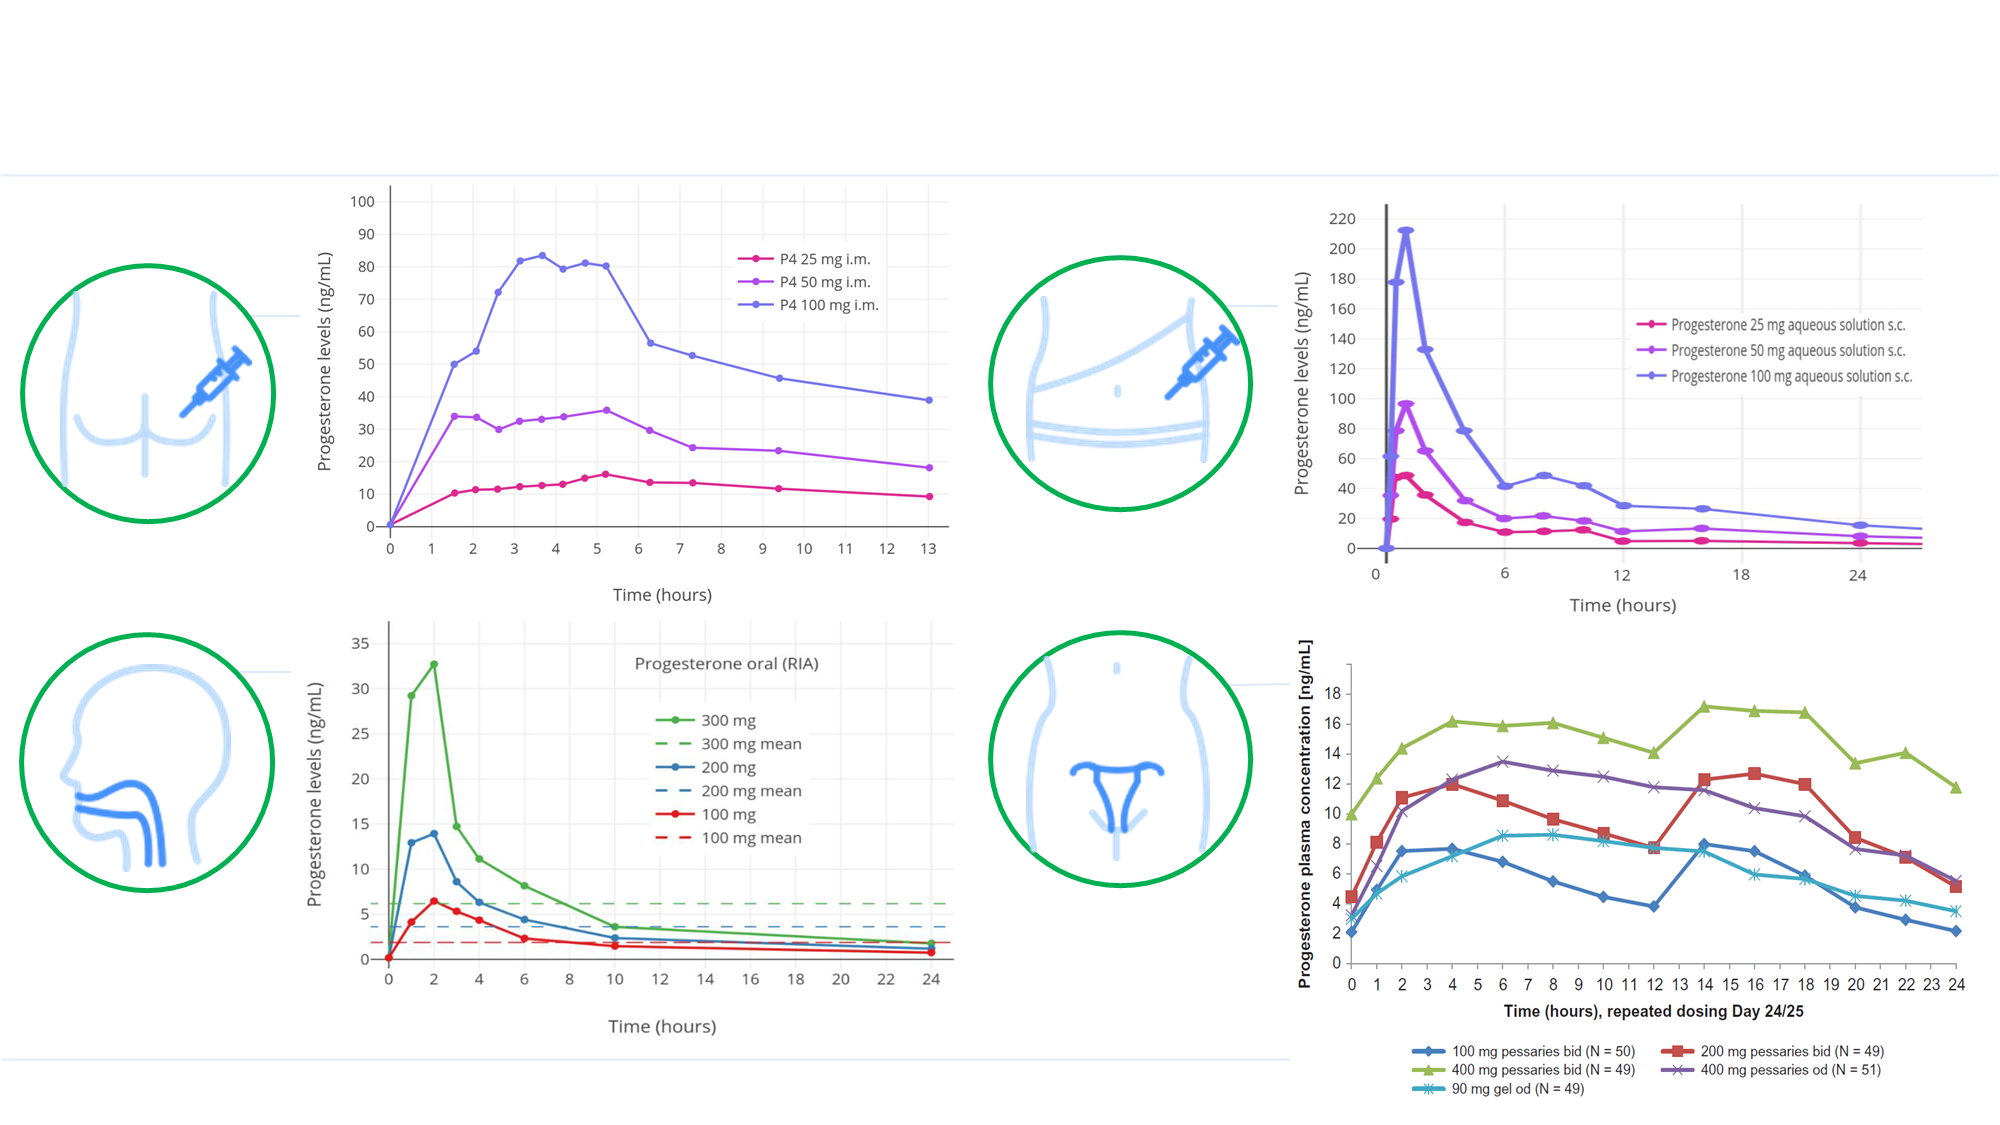 Progesterone levels (ng/mL)
100
90
80
70
60
50
40
30
20
10
0
P4 25 mg i.m.
P4 50 mg i.m.
P4 100 mg i.m.
0 1 2 3 4 5 6 7 8 9 10 11 12 13
Time (hours)
Progesterone levels (ng/mL)
220
200
180
160
140
120
100
80
60
40
20
0
Progesterone 25 mg aqueous solution s.c.
Progesterone 50 mg aqueous solution s.c.
Progesterone 100 mg aqueous solution s.c.
0 6 12 18 24
Time (hours)
Progesterone levels (ng/mL)
35
30
25
20
15
10
5
0
Progesterone oral (RIA)
300 mg
300 mg mean
200 mg
200 mg mean
100 mg
100 mg mean
0 2 4 6 8 10 12 14 16 18 20 22 24
Time (hours)
Progesterone plasma concentration [ng/mL]
18
16
14
12
10
8
6
4
2
0
0 1 2 3 4 5 6 7 8 9 10 11 12 13 14 15 16 17 18 19 20 21 22 23 24
Time (hours), repeated dosing Day 24/25
100 mg pessaries bid (N = 50) 200 mg pessaries bid (N = 49)
400 mg pessaries bid (N = 49) 400 mg pessaries od (N = 51)
90 mg gel od (N = 49)